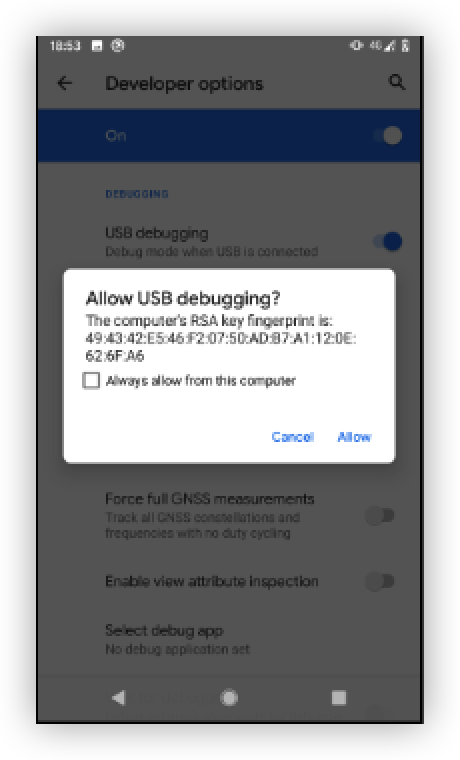 18:53
4G
Developer options
On
DEBUGGING
USB debugging
Debug mode when USB is connected
Allow USB debugging?
The computer's RSA key fingerprint is:
49:43:42:E5:46:F2:07:50:AD:B7:A1:12:0E:
62:6F:A6
Always allow from this computer
Cancel Allow
Force full GNSS measurements
Track all GNSS constellations and
frequencies with no duty cycling
Enable view attribute inspection
Select debug app
No debug application set